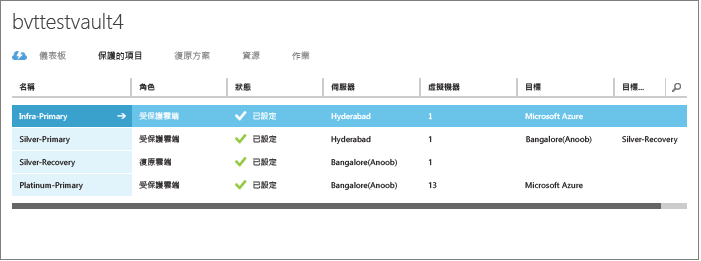 bvttestvault4
儀表板 保護的項目 復原方案 資源 作業
名稱 角色 狀態 伺服器 虛擬機器 目標 目標...
Infra-Primary 受保護雲端 已設定 Hyderabad 1 Microsoft Azure
Silver-Primary 受保護雲端 已設定 Hyderabad 1 Bangalore(Anoob) Silver-Recovery
Silver-Recovery 復原雲端 已設定 Bangalore(Anoob) 1
Platinum-Primary 受保護雲端 已設定 Bangalore(Anoob) 13 Microsoft Azure